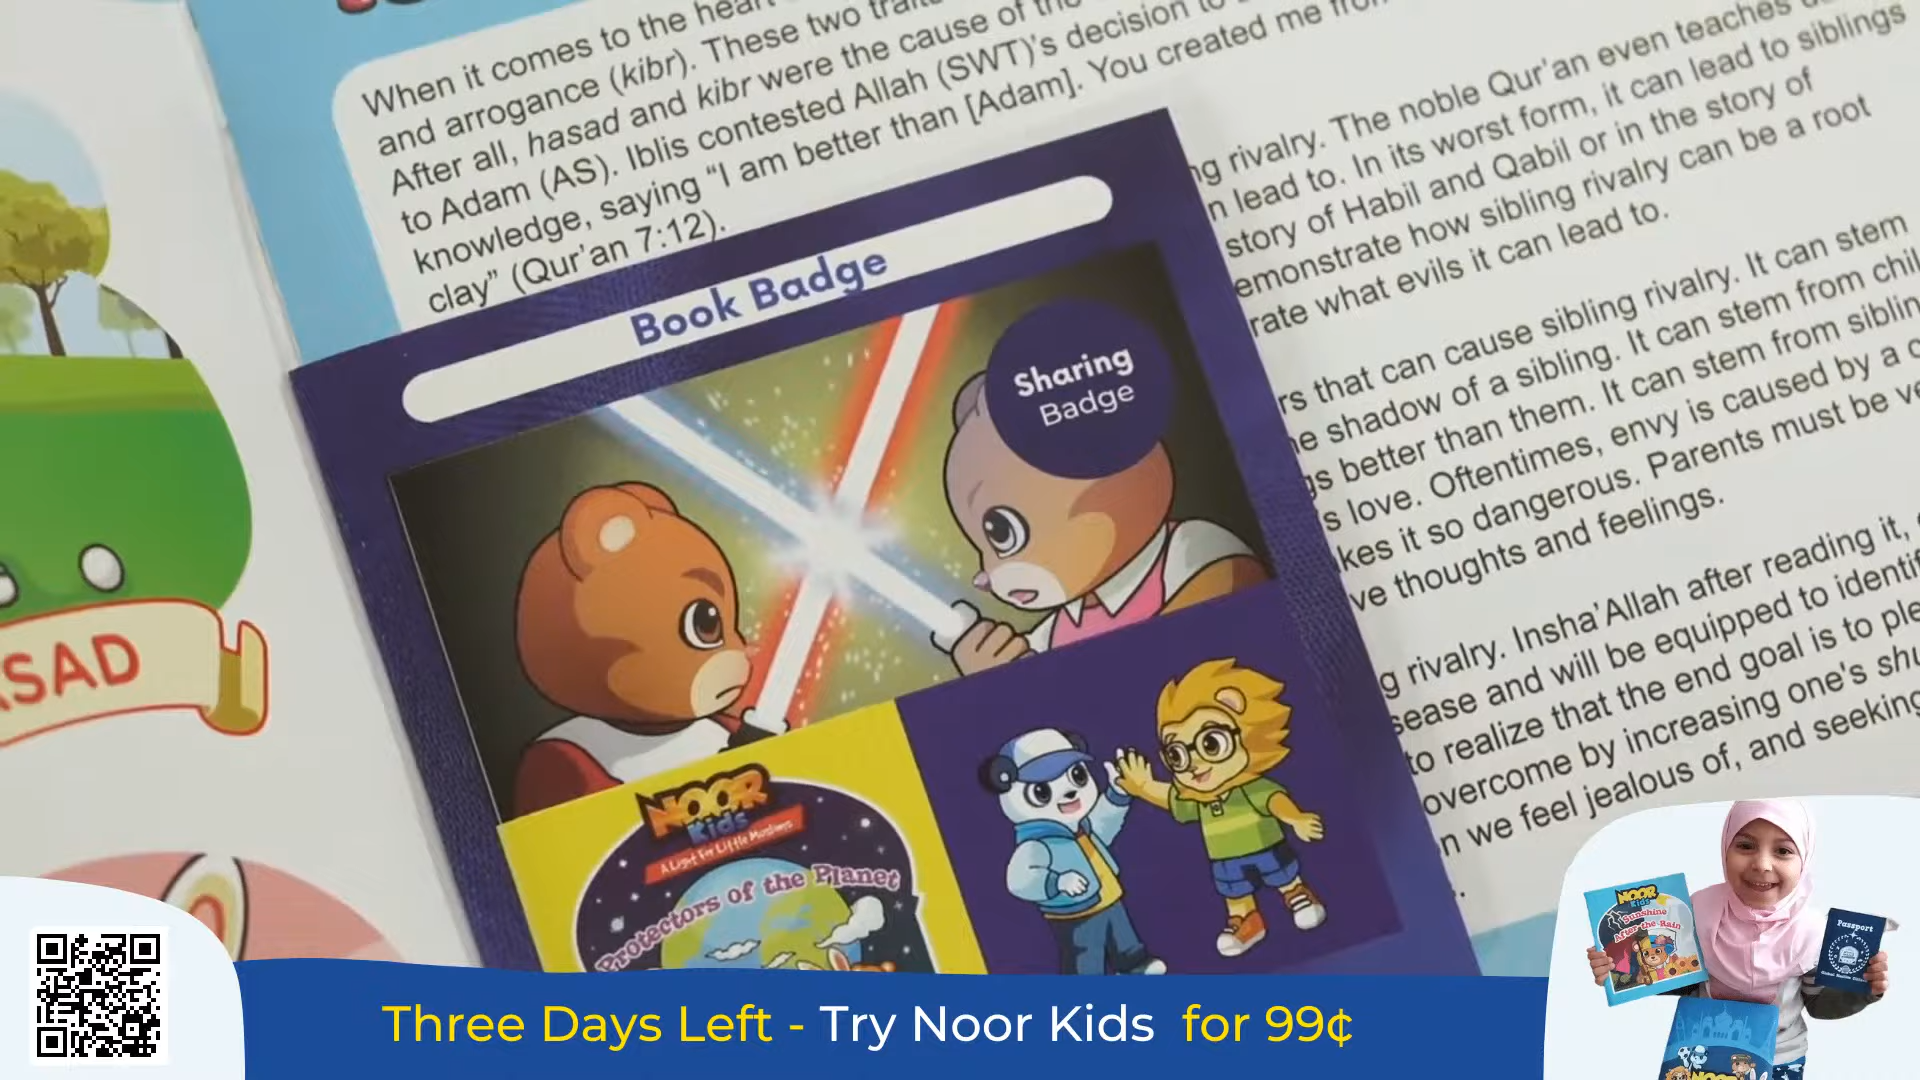 When it comes to the heart
and arrogance (kibr). These two traits
After all, hasad and kibr were the cause of the
to Adam (AS). Iblis contested Allah (SWT)'s decision to
knowledge, saying "I am better than [Adam]. You created me from
clay" (Qur'an 7:12).
rivalry. The noble Qur'an even teaches
lead to. In its worst form, it can lead to siblings
story of Habil and Qabil or in the story of
emonstrate how sibling rivalry can be a root
rate what evils it can lead to.
rs that can cause sibling rivalry. It can stem
shadow of a sibling. It can stem from
better than them. It can stem from
love. Oftentimes, envy is caused by a
kes it so dangerous. Parents must be
ve thoughts and feelings.
rivalry. Insha'Allah after reading it,
sease and will be equipped to
to realize that the end goal is to
overcome by increasing one's
we feel jealous of, and seeking
SAD
Book Badge
Sharing
Badge
NOOR
Kids
A Light For Little Muslims
Protectors of the Planet
NOOR
Kids
Sunshine
After the Rain
Passport
Three Days Left - Try Noor Kids for 99¢